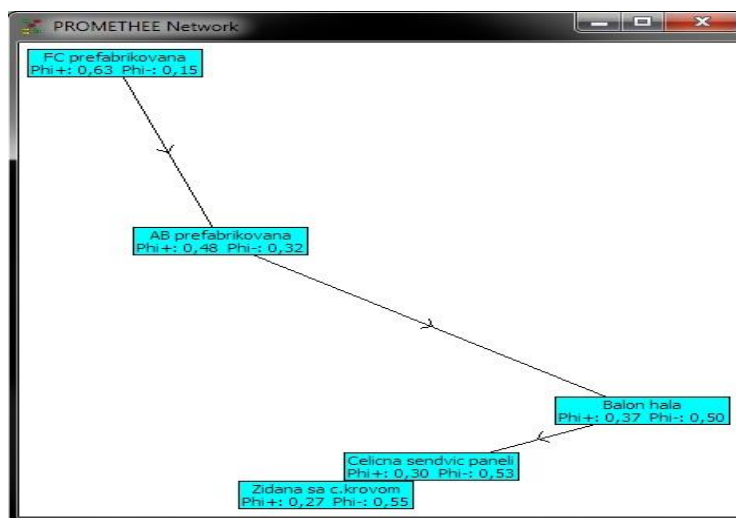 PROMETHEE Network
FC prefabrikovana
Phi+: 0,63 Phi-: 0,15
AB prefabrikovana
Phi+: 0,48 Phi-: 0,32
Balon hala
Phi+: 0,37 Phi-: 0,50
Celicna sendvic paneli
Phi+: 0,30 Phi-: 0,53
Zidana sa c.krovom
Phi+: 0,27 Phi-: 0,55